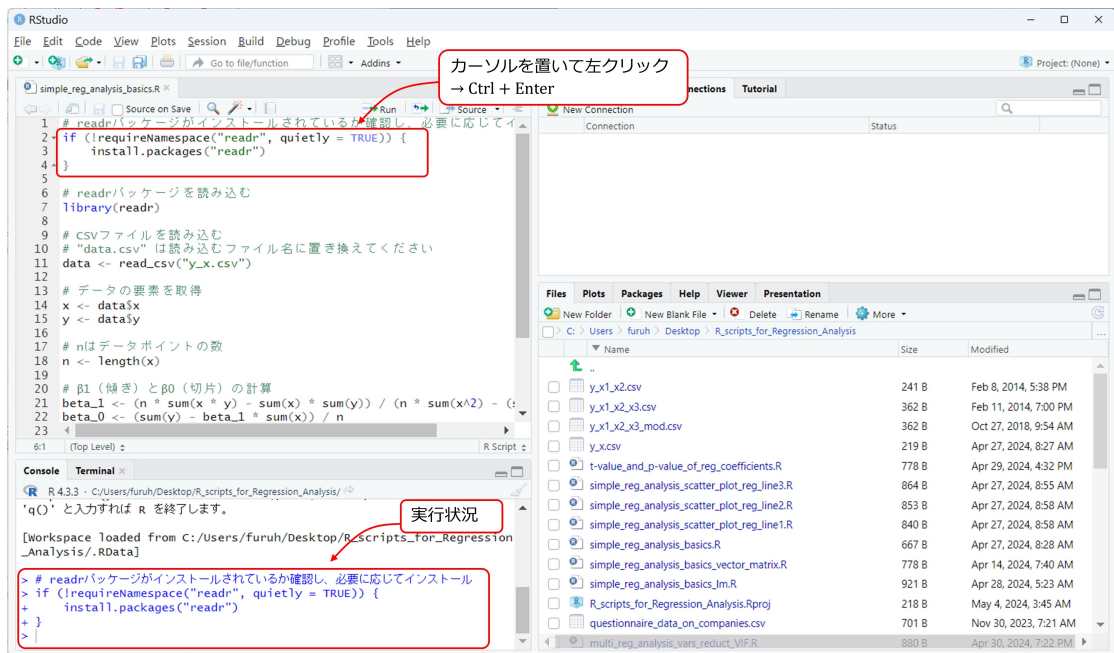 RStudio
File Edit Code View Plots Session Build Debug Profile Tools Help
Go to file/function
Addins
Project: (None)
カーソルを置いて左クリック
→ Ctrl + Enter
simple_reg_analysis_basics.R
Source on Save
Run
Source
1 # readrパッケージがインストールされているか確認し、必要に応じてイ
2 if (!requireNamespace("readr", quietly = TRUE)) {
3 install.packages("readr")
4 }
5
6 # readrパッケージを読み込む
7 library(readr)
8
9 # CSVファイルを読み込む
10 # "data.csv" は読み込むファイル名に置き換えてください
11 data <- read_csv("y_x.csv")
12
13 # データの要素を取得
14 x <- data$x
15 y <- data$y
16
17 # nはデータポイントの数
18 n <- length(x)
19
20 # β1（傾き）とβ0（切片）の計算
21 beta_1 <- (n * sum(x * y) - sum(x) * sum(y)) / (n * sum(x^2) - (s
22 beta_0 <- (sum(y) - beta_1 * sum(x)) / n
23
6:1 (Top Level) R Script
nections Tutorial
New Connection
Connection Status
Console Terminal
R 4.3.3 · C:/Users/furuh/Desktop/R_scripts_for_Regression_Analysis/
'q()' と入力すれば R を終了します。
実行状況
[Workspace loaded from C:/Users/furuh/Desktop/R_scripts_for_Regression
_Analysis/.RData]
> # readrパッケージがインストールされているか確認し、必要に応じてインストール
> if (!requireNamespace("readr", quietly = TRUE)) {
+ install.packages("readr")
+ }
>
Files Plots Packages Help Viewer Presentation
New Folder New Blank File Delete Rename More
C: Users furuh Desktop R_scripts_for_Regression_Analysis
Name Size Modified
..
y_x1_x2.csv 241 B Feb 8, 2014, 5:38 PM
y_x1_x2_x3.csv 362 B Feb 11, 2014, 7:00 PM
y_x1_x2_x3_mod.csv 362 B Oct 27, 2018, 9:54 AM
y_x.csv 219 B Apr 27, 2024, 8:27 AM
t-value_and_p-value_of_reg_coefficients.R 778 B Apr 29, 2024, 4:32 PM
simple_reg_analysis_scatter_plot_reg_line3.R 864 B Apr 27, 2024, 8:55 AM
simple_reg_analysis_scatter_plot_reg_line2.R 853 B Apr 27, 2024, 8:58 AM
simple_reg_analysis_scatter_plot_reg_line1.R 840 B Apr 27, 2024, 8:58 AM
simple_reg_analysis_basics.R 667 B Apr 27, 2024, 8:28 AM
simple_reg_analysis_basics_vector_matrix.R 778 B Apr 14, 2024, 7:40 AM
simple_reg_analysis_basics_lm.R 921 B Apr 28, 2024, 5:23 AM
R_scripts_for_Regression_Analysis.Rproj 218 B May 4, 2024, 3:45 AM
questionnaire_data_on_companies.csv 701 B Nov 30, 2023, 7:21 AM
multi_reg_analysis_vars_reduct_VIF.R 880 B Apr 30, 2024, 7:22 PM